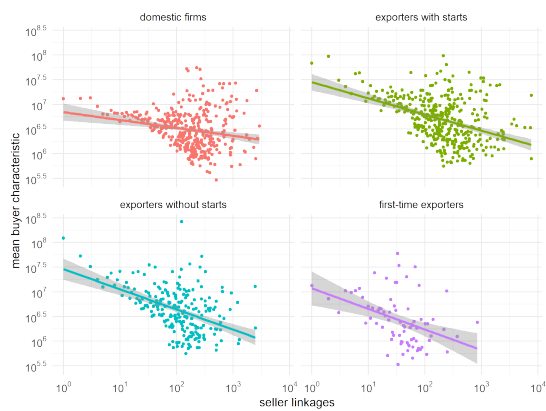 domestic firms
exporters with starts
10^8.5
10^8
10^7.5
10^7
10^6.5
10^6
10^5.5
exporters without starts
first-time exporters
10^8.5
10^8
10^7.5
10^7
10^6.5
10^6
10^5.5
mean buyer characteristic
10^0 10^1 10^2 10^3 10^4
10^0 10^1 10^2 10^3 10^4
seller linkages